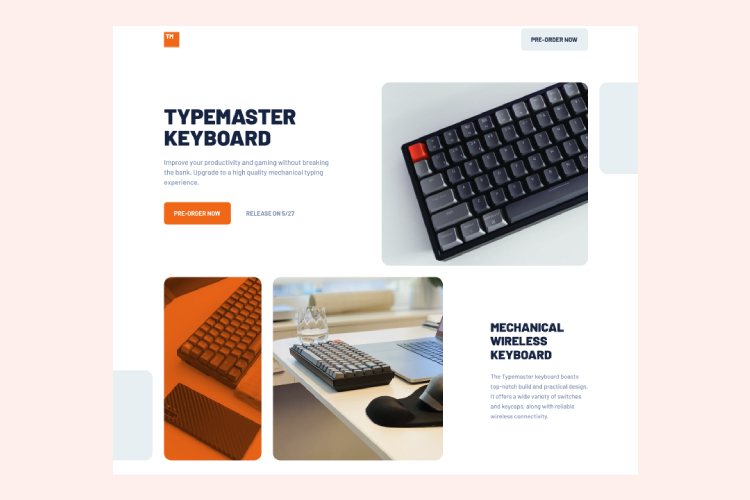 TM
PRE-ORDER NOW
TYPEMASTER
KEYBOARD
Improve your productivity and gaming without breaking
the bank. Upgrade to a high quality mechanical typing
experience.
PRE-ORDER NOW
RELEASE ON 5/27
MECHANICAL
WIRELESS
KEYBOARD
The Typemaster keyboard boasts
top-notch build and practical design.
It offers a wide variety of switches
and keycaps, along with reliable
wireless connectivity.